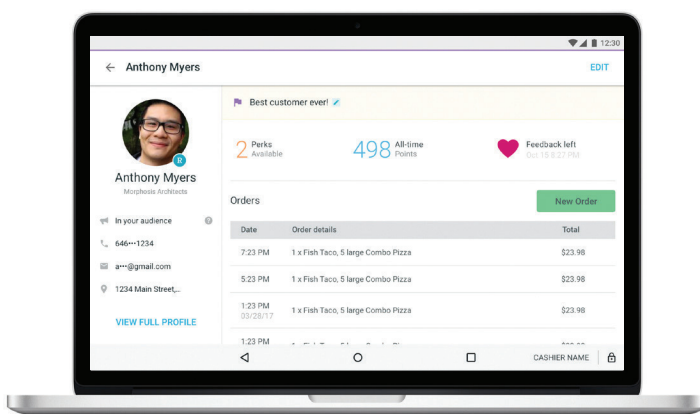 12:30
Anthony Myers
EDIT
R
Anthony Myers
Morphosis Architects
In your audience
646•••1234
a•••@gmail.com
1234 Main Street,...
VIEW FULL PROFILE
Best customer ever!
2 Perks Available
498 All-time Points
Feedback left
Oct 15 8:27 PM
Orders
New Order
Date Order details Total
7:23 PM 1 x Fish Taco, 5 large Combo Pizza $23.98
5:23 PM 1 x Fish Taco, 5 large Combo Pizza $23.98
1:23 PM 1 x Fish Taco, 5 large Combo Pizza $23.98
03/28/17
1:23 PM
CASHIER NAME